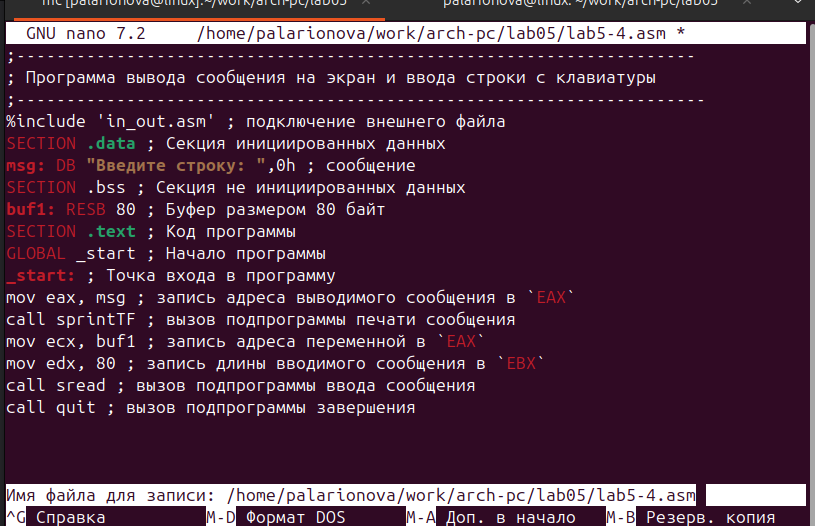 mc [palarionova@linux]:~/work/arch-pc/lab05 × palarionova@linux: ~/work/arch-pc/lab05 ×
GNU nano 7.2 /home/palarionova/work/arch-pc/lab05/lab5-4.asm *
;--------------------------------------------------------------------
; Программа вывода сообщения на экран и ввода строки с клавиатуры
;---------------------------------------------------------------------
%include 'in_out.asm' ; подключение внешнего файла
SECTION .data ; Секция инициированных данных
msg: DB "Введите строку: ",0h ; сообщение
SECTION .bss ; Секция не инициированных данных
buf1: RESB 80 ; Буфер размером 80 байт
SECTION .text ; Код программы
GLOBAL _start ; Начало программы
_start: ; Точка входа в программу
mov eax, msg ; запись адреса выводимого сообщения в `EAX`
call sprintTF ; вызов подпрограммы печати сообщения
mov ecx, buf1 ; запись адреса переменной в `EAX`
mov edx, 80 ; запись длины вводимого сообщения в `EBX`
call sread ; вызов подпрограммы ввода сообщения
call quit ; вызов подпрограммы завершения
Имя файла для записи: /home/palarionova/work/arch-pc/lab05/lab5-4.asm
^G Справка M-D Формат DOS M-A Доп. в начало M-B Резерв. копия